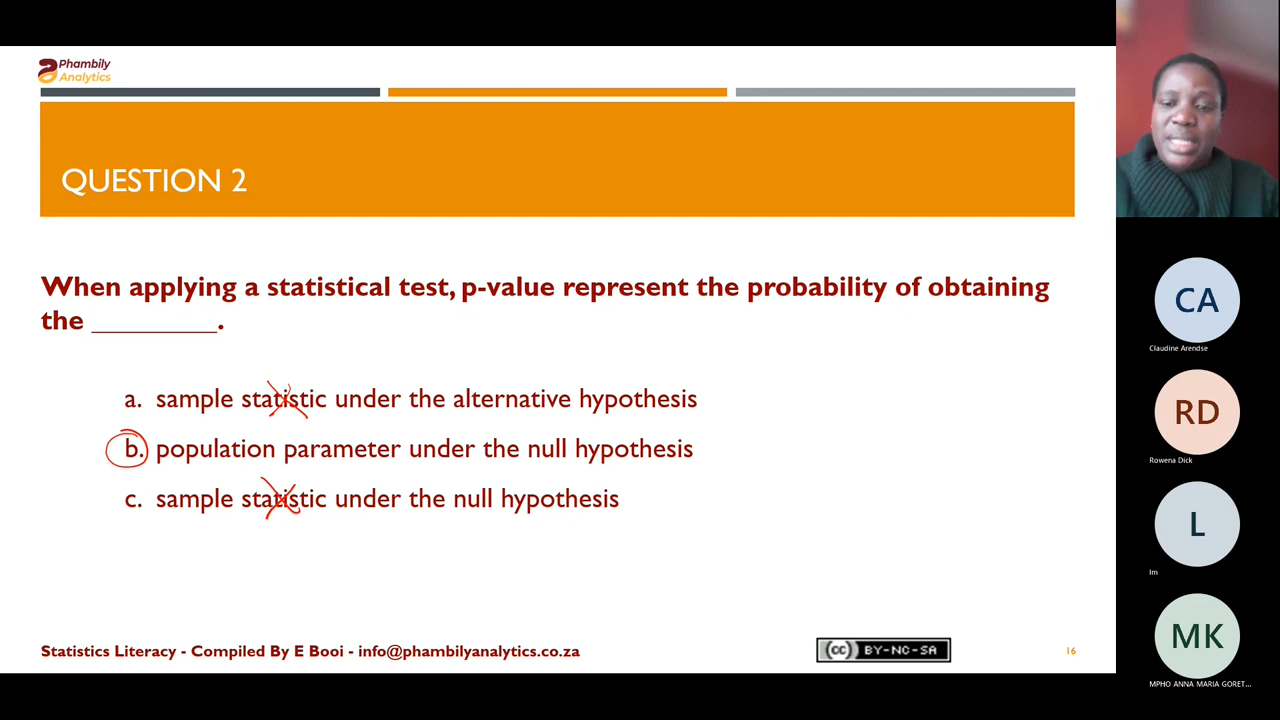 Phambily
Analytics
QUESTION 2
When applying a statistical test, p-value represent the probability of obtaining
the ________.
a. sample statistic under the alternative hypothesis
b. population parameter under the null hypothesis
c. sample statistic under the null hypothesis
Statistics Literacy - Compiled By E Booi - info@phambilyanalytics.co.za
cc BY-NC-SA
16
CA
Claudine Arendse
RD
Rowena Dick
L
lm
MK
MPHO ANNA MARIA GORET...